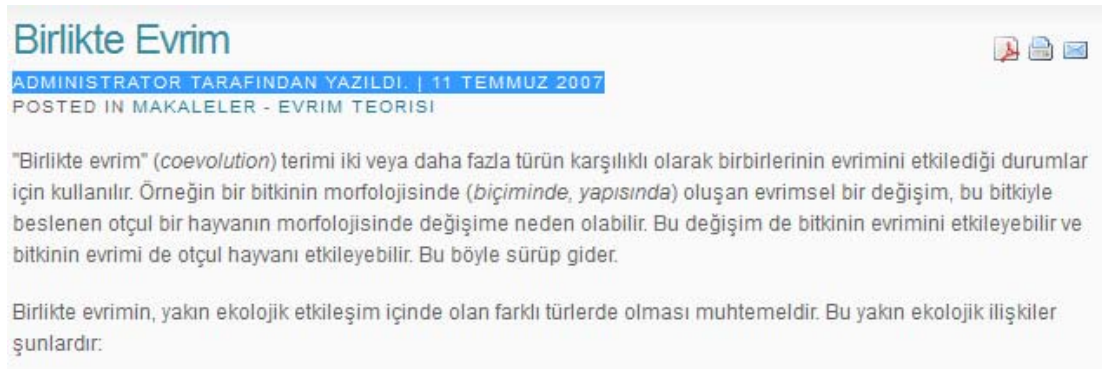 Birlikte Evrim
ADMINISTRATOR TARAFINDAN YAZILDI. | 11 TEMMUZ 2007
POSTED IN MAKALELER - EVRIM TEORISI
"Birlikte evrim" (coevolution) terimi iki veya daha fazla türün karşılıklı olarak birbirlerinin evrimini etkilediği durumlar
için kullanılır. Örneğin bir bitkinin morfolojisinde (biçiminde, yapısında) oluşan evrimsel bir değişim, bu bitkiyle
beslenen otçul bir hayvanın morfolojisinde değişime neden olabilir. Bu değişim de bitkinin evrimini etkileyebilir ve
bitkinin evrimi de otçul hayvanı etkileyebilir. Bu böyle sürüp gider.
Birlikte evrimin, yakın ekolojik etkileşim içinde olan farklı türlerde olması muhtemeldir. Bu yakın ekolojik ilişkiler
şunlardır: